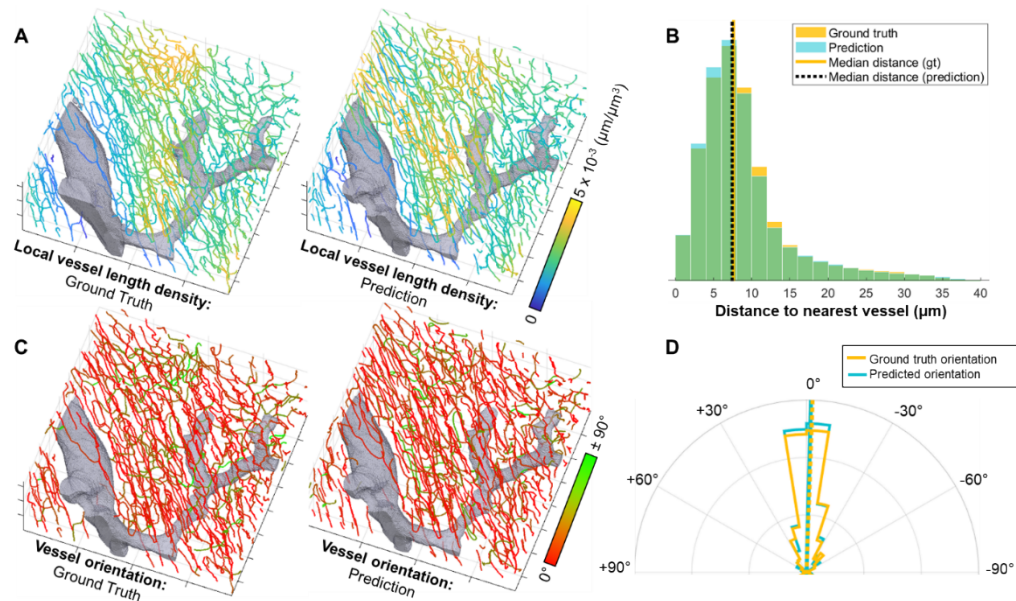 A
Local vessel length density:
Ground Truth
Local vessel length density:
Prediction
0
5 x 10⁻³ (µm/µm⁻³)
B
Ground truth
Prediction
Median distance (gt)
Median distance (prediction)
0 5 10 15 20 25 30 35 40
Distance to nearest vessel (µm)
C
Vessel orientation:
Ground Truth
Vessel orientation:
Prediction
0°
± 90°
D
Ground truth orientation
Predicted orientation
0°
+30° -30°
+60° -60°
+90° -90°